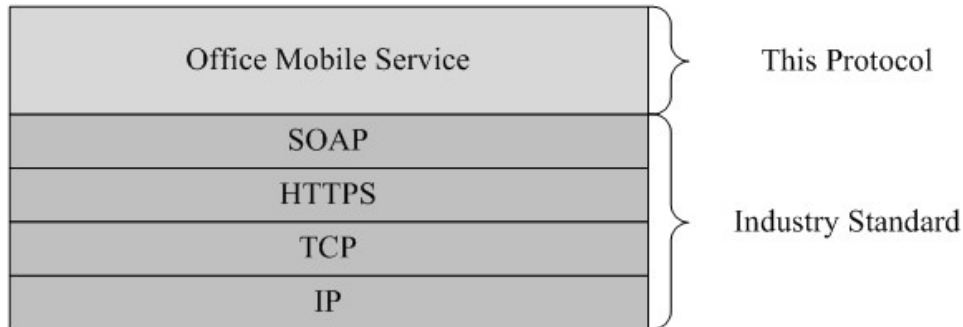 Office Mobile Service
This Protocol
SOAP
HTTPS
TCP
IP
Industry Standard